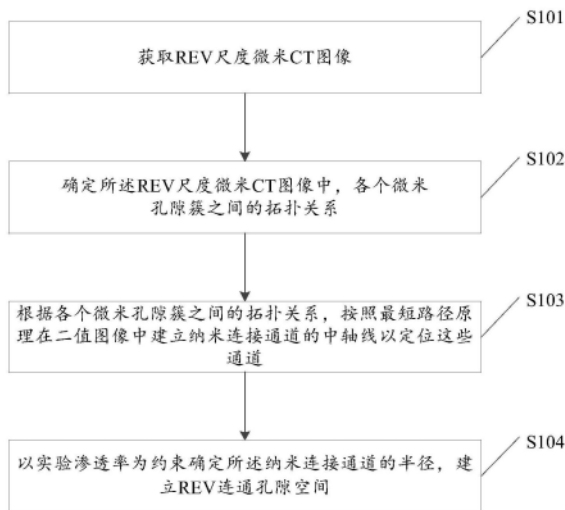 S101
获取REV尺度微米CT图像
S102
确定所述REV尺度微米CT图像中，各个微米
孔隙簇之间的拓扑关系
S103
根据各个微米孔隙簇之间的拓扑关系，按照最短路径原
理在二值图像中建立纳米连接通道的中轴线以定位这些
通道
S104
以实验渗透率为约束确定所述纳米连接通道的半径，建
立REV连通孔隙空间